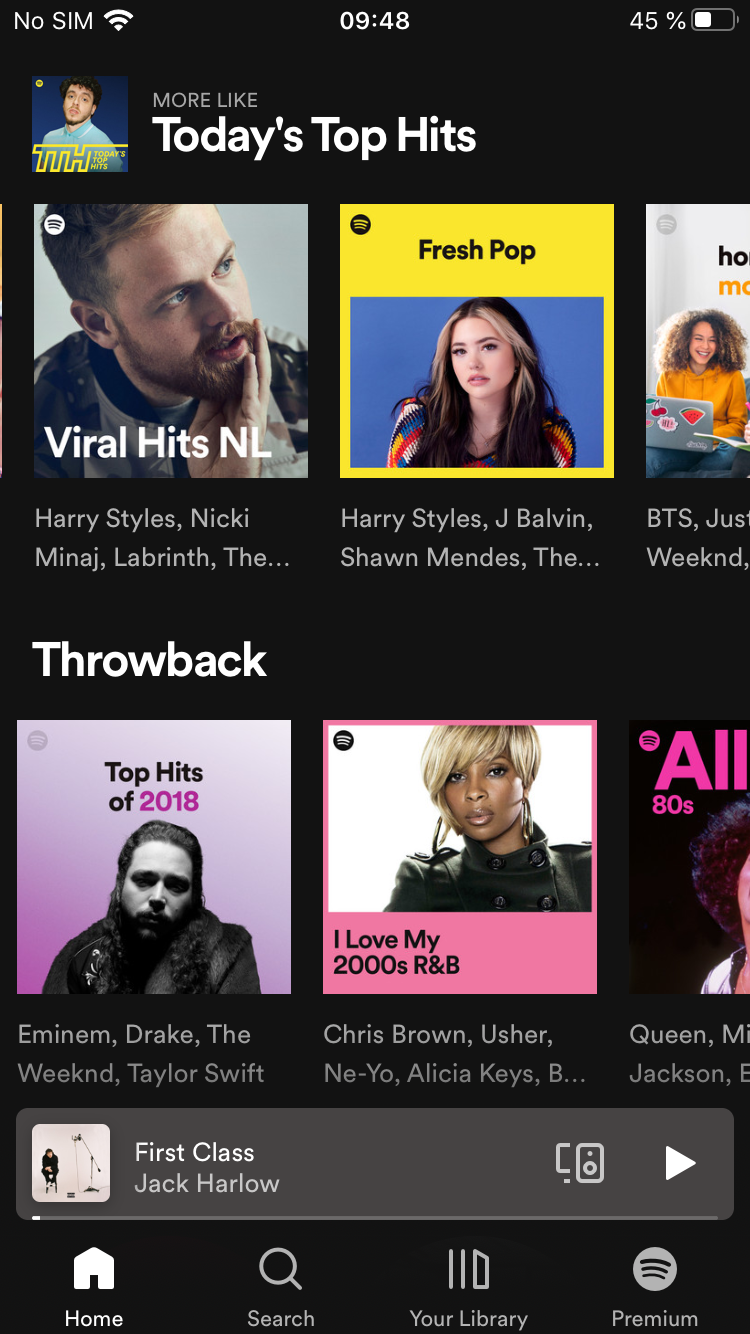 No SIM
09:48
45 %
MORE LIKE
Today's Top Hits
TTH TODAY'S
TOP
HITS
Viral Hits NL
Fresh Pop
Harry Styles, Nicki
Minaj, Labrinth, The...
Harry Styles, J Balvin,
Shawn Mendes, The...
BTS, Just
Weeknd,
Throwback
Top Hits
of 2018
I Love My
2000s R&B
All
80s
Eminem, Drake, The
Weeknd, Taylor Swift
Chris Brown, Usher,
Ne-Yo, Alicia Keys, B...
Queen, Mi
Jackson, E
First Class
Jack Harlow
Home
Search
Your Library
Premium